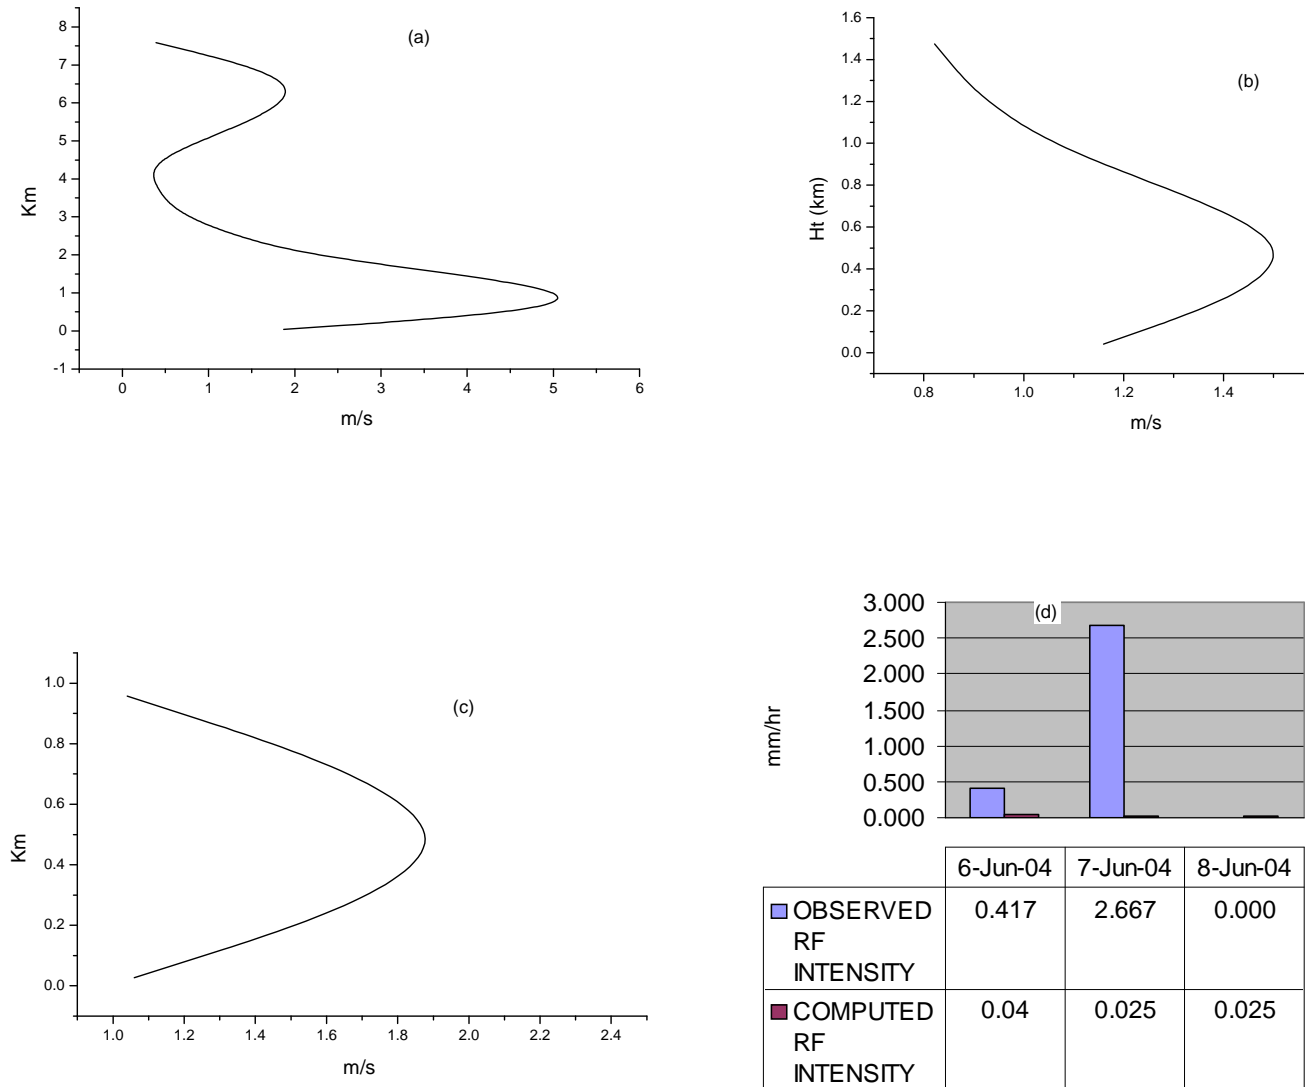 (a)
8
7
6
5
4
3
2
1
0
-1
Km
0 1 2 3 4 5 6
m/s
(b)
1.6
1.4
1.2
1.0
0.8
0.6
0.4
0.2
0.0
Ht (km)
0.8 1.0 1.2 1.4
m/s
(c)
1.0
0.8
0.6
0.4
0.2
0.0
Km
1.0 1.2 1.4 1.6 1.8 2.0 2.2 2.4
m/s
(d)
3.000
2.500
2.000
1.500
1.000
0.500
0.000
mm/hr
6-Jun-04 7-Jun-04 8-Jun-04
OBSERVED 0.417 2.667 0.000
RF
INTENSITY
COMPUTED 0.04 0.025 0.025
RF
INTENSITY